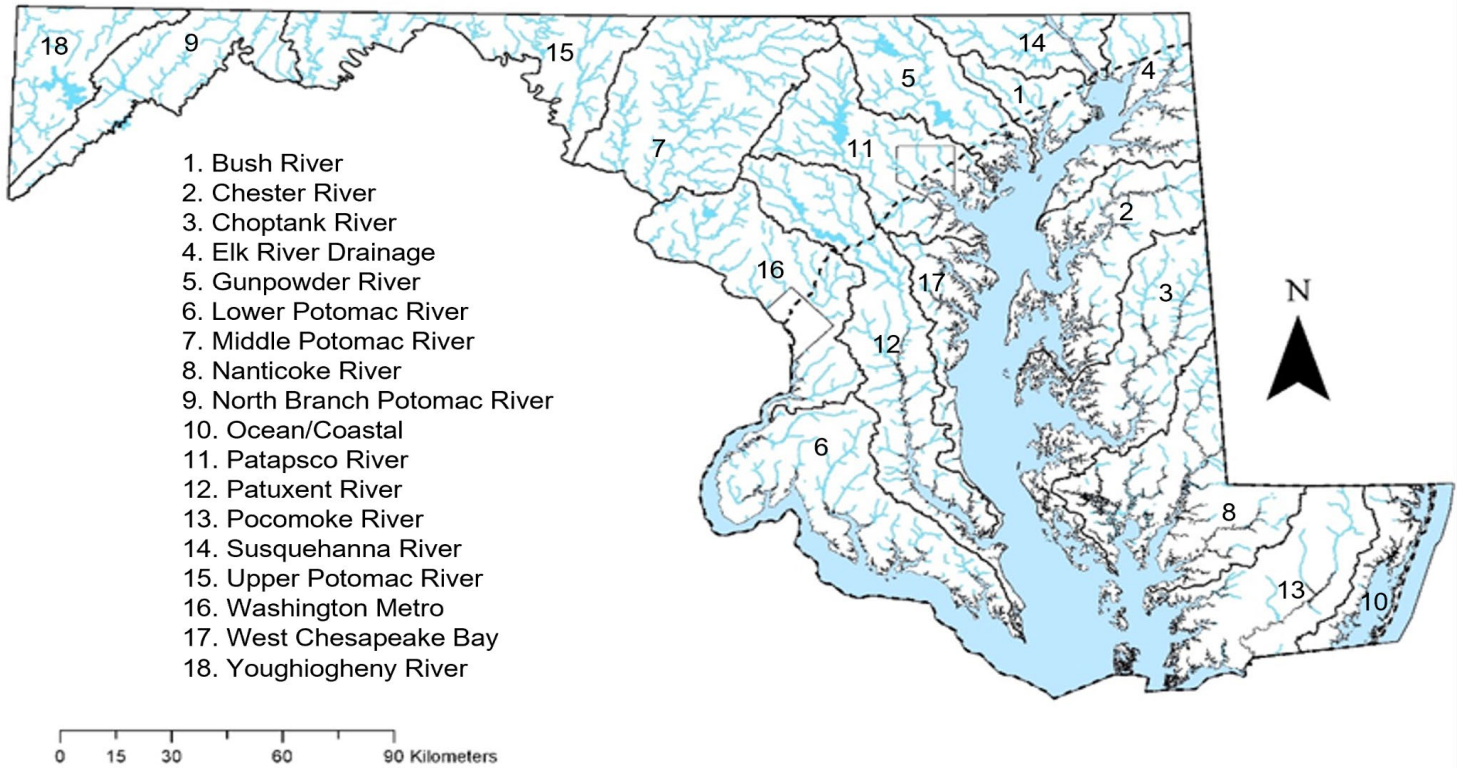 18
9
15
14
4
5
1
7
11
2
16
17
3
12
6
8
13
10
1. Bush River
2. Chester River
3. Choptank River
4. Elk River Drainage
5. Gunpowder River
6. Lower Potomac River
7. Middle Potomac River
8. Nanticoke River
9. North Branch Potomac River
10. Ocean/Coastal
11. Patapsco River
12. Patuxent River
13. Pocomoke River
14. Susquehanna River
15. Upper Potomac River
16. Washington Metro
17. West Chesapeake Bay
18. Youghiogheny River
N
0 15 30 60 90 Kilometers